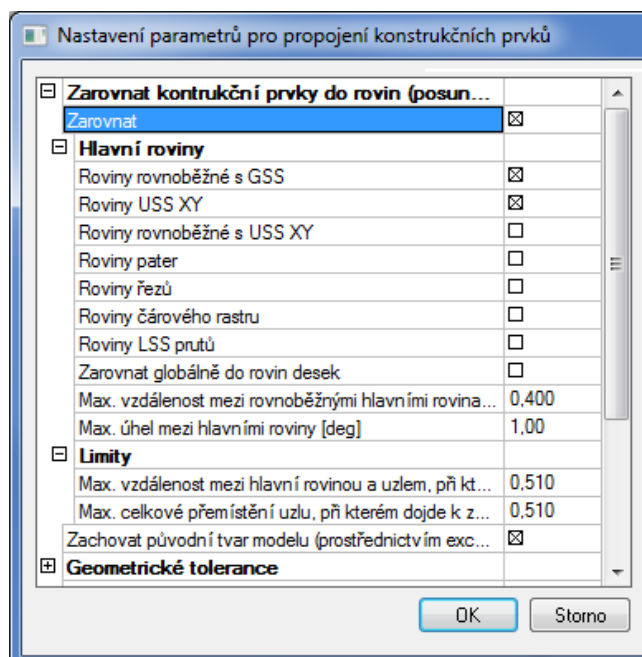 Nastavení parametrů pro propojení konstrukčních prvků
Zarovnat kontrukční prvky do rovin (posun...
Zarovnat
Hlavní roviny
Roviny rovnoběžné s GSS
Roviny USS XY
Roviny rovnoběžné s USS XY
Roviny pater
Roviny řezů
Roviny čárového rastru
Roviny LSS prutů
Zarovnat globálně do rovin desek
Max. vzdálenost mezi rovnoběžnými hlavními rovina... 0,400
Max. úhel mezi hlavními roviny [deg] 1,00
Limity
Max. vzdálenost mezi hlavní rovinou a uzlem, při kt... 0,510
Max. celkové přemístění uzlu, při kterém dojde k z... 0,510
Zachovat původní tvar modelu (prostřednictvím exc...
Geometrické tolerance
OK Storno